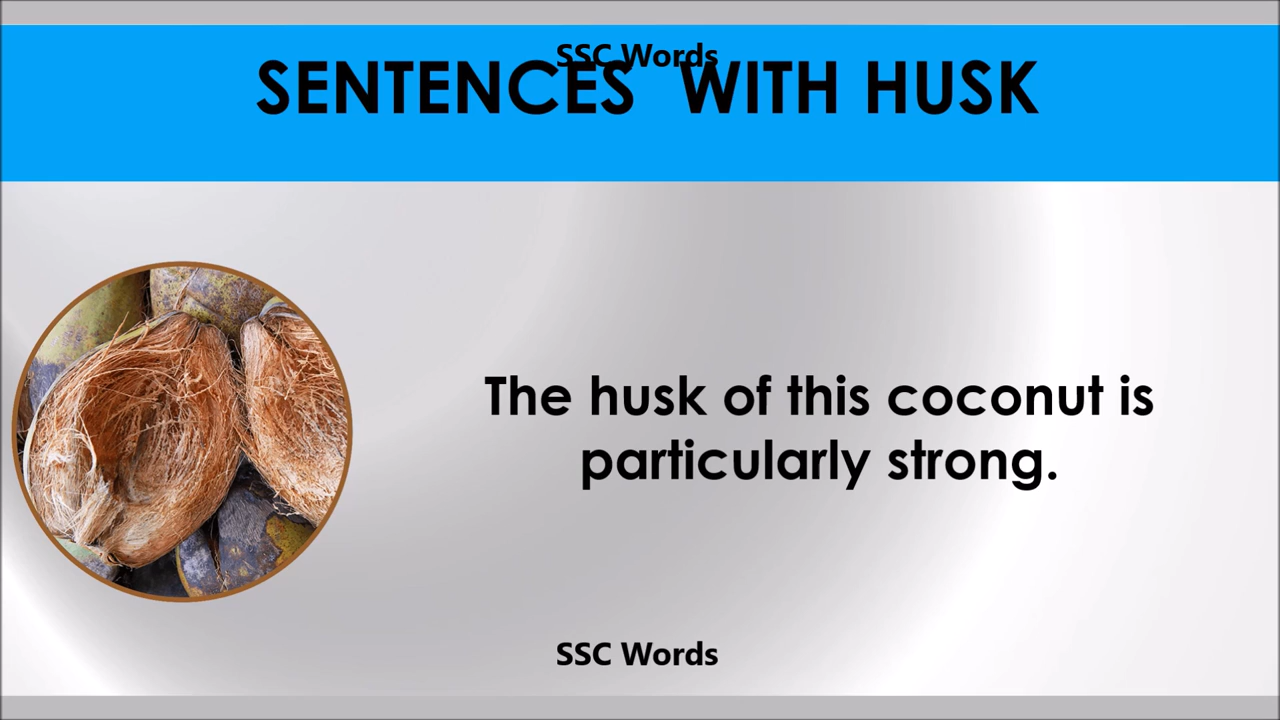 SSC Words
SENTENCES WITH HUSK
The husk of this coconut is
particularly strong.
SSC Words